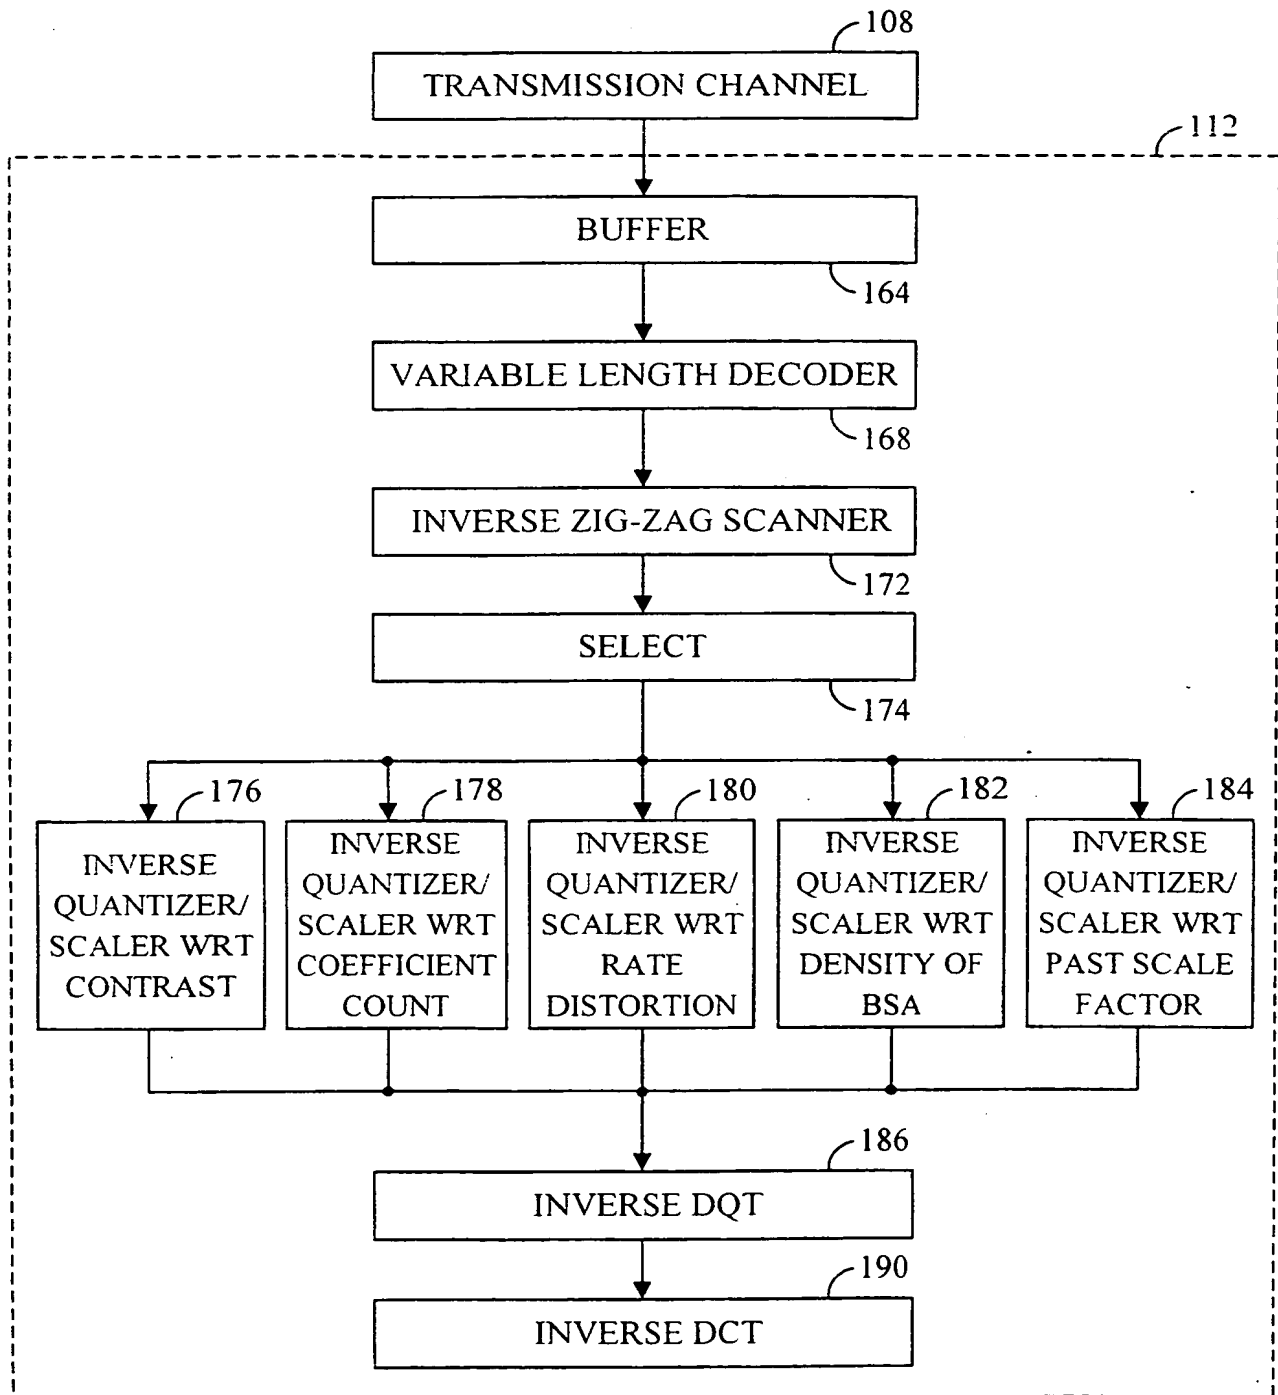 108
TRANSMISSION CHANNEL
112
BUFFER
164
VARIABLE LENGTH DECODER
168
INVERSE ZIG-ZAG SCANNER
172
SELECT
174
176
INVERSE
QUANTIZER/
SCALER WRT
CONTRAST
178
INVERSE
QUANTIZER/
SCALER WRT
COEFFICIENT
COUNT
180
INVERSE
QUANTIZER/
SCALER WRT
RATE
DISTORTION
182
INVERSE
QUANTIZER/
SCALER WRT
DENSITY OF
BSA
184
INVERSE
QUANTIZER/
SCALER WRT
PAST SCALE
FACTOR
186
INVERSE DQT
190
INVERSE DCT